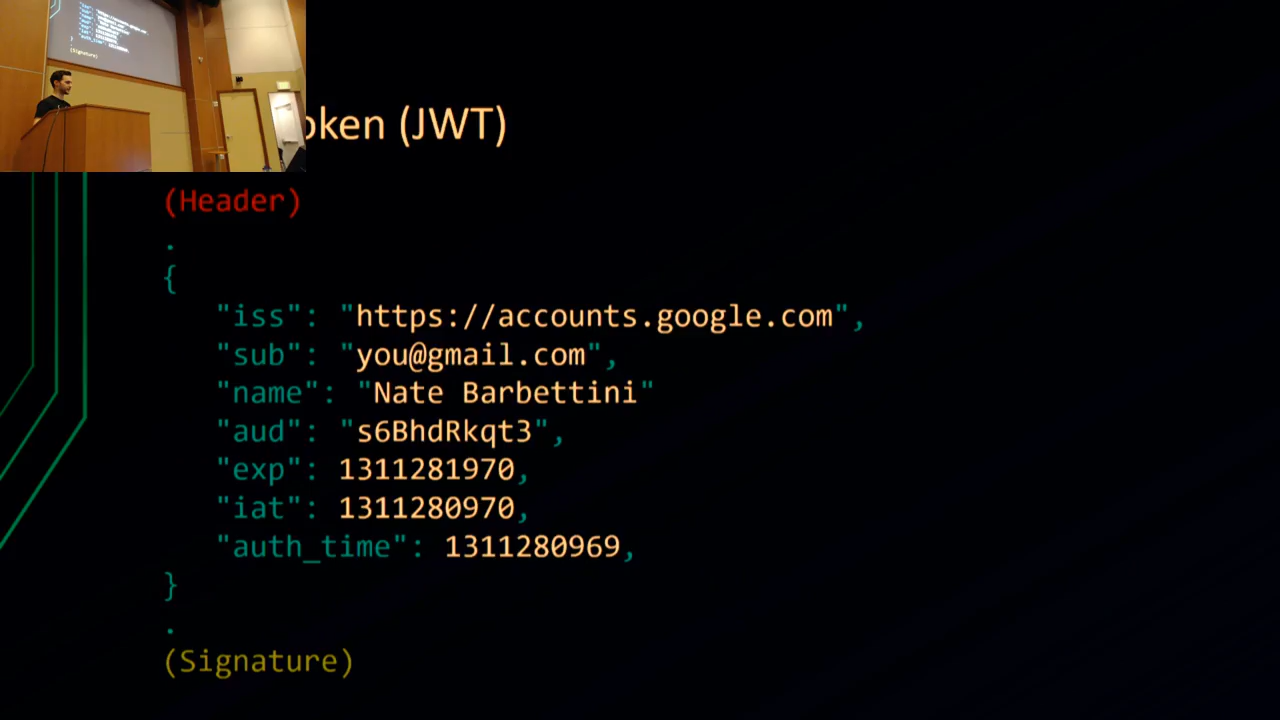 oken (JWT)
(Header)
.
{
"iss": "https://accounts.google.com",
"sub": "you@gmail.com",
"name": "Nate Barbettini"
"aud": "s6BhdRkqt3",
"exp": 1311281970,
"iat": 1311280970,
"auth_time": 1311280969,
}
.
(Signature)